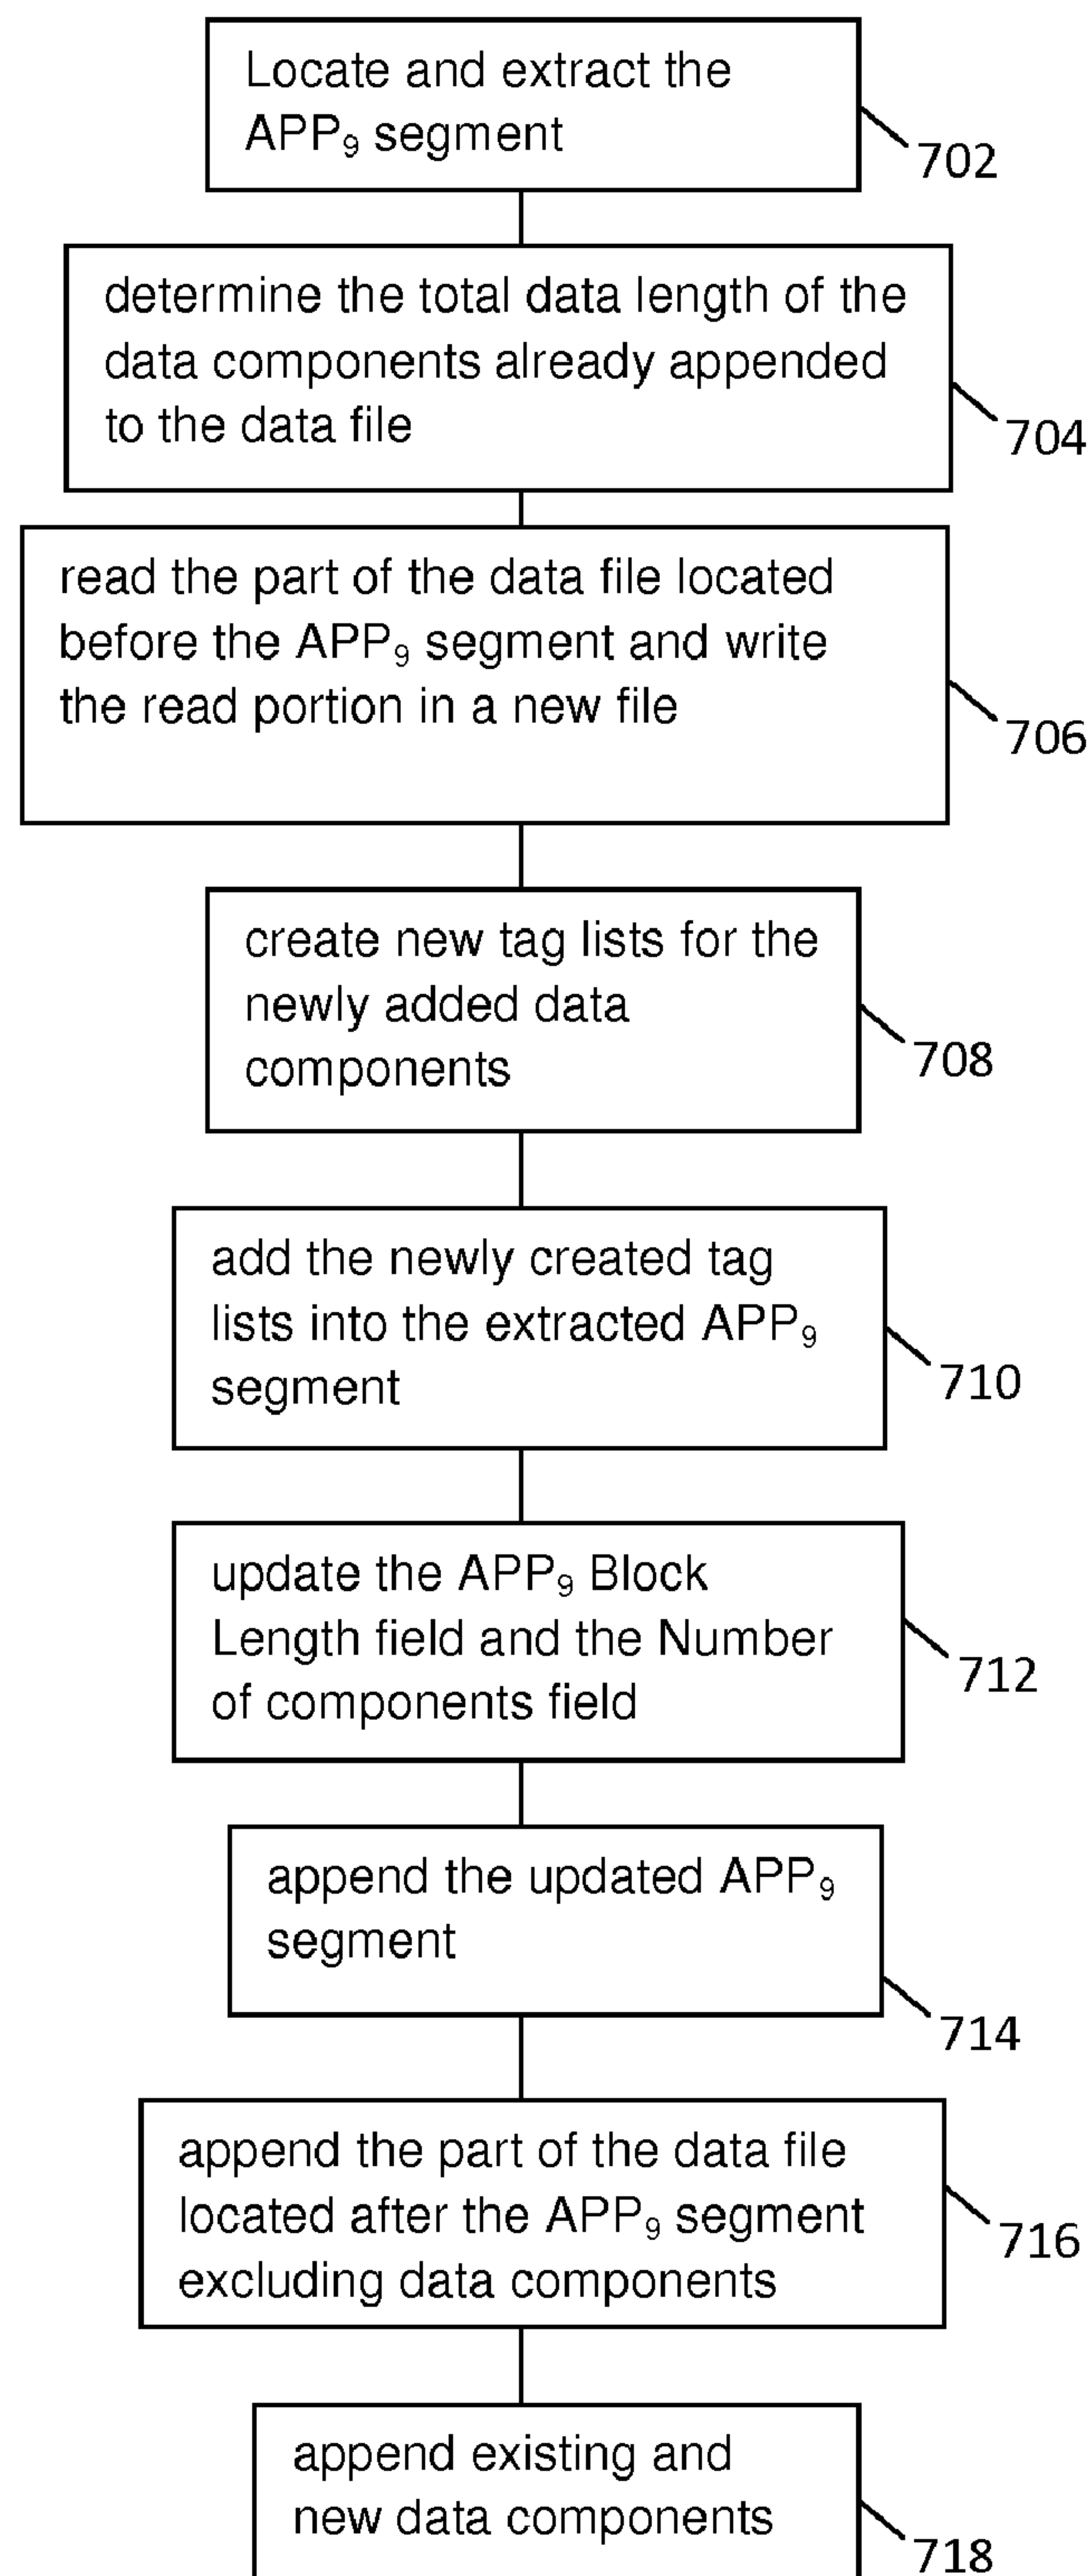 Locate and extract the
APP₉ segment
702
determine the total data length of the
data components already appended
to the data file
704
read the part of the data file located
before the APP₉ segment and write
the read portion in a new file
706
create new tag lists for the
newly added data
components
708
add the newly created tag
lists into the extracted APP₉
segment
710
update the APP₉ Block
Length field and the Number
of components field
712
append the updated APP₉
segment
714
append the part of the data file
located after the APP₉ segment
excluding data components
716
append existing and
new data components
718